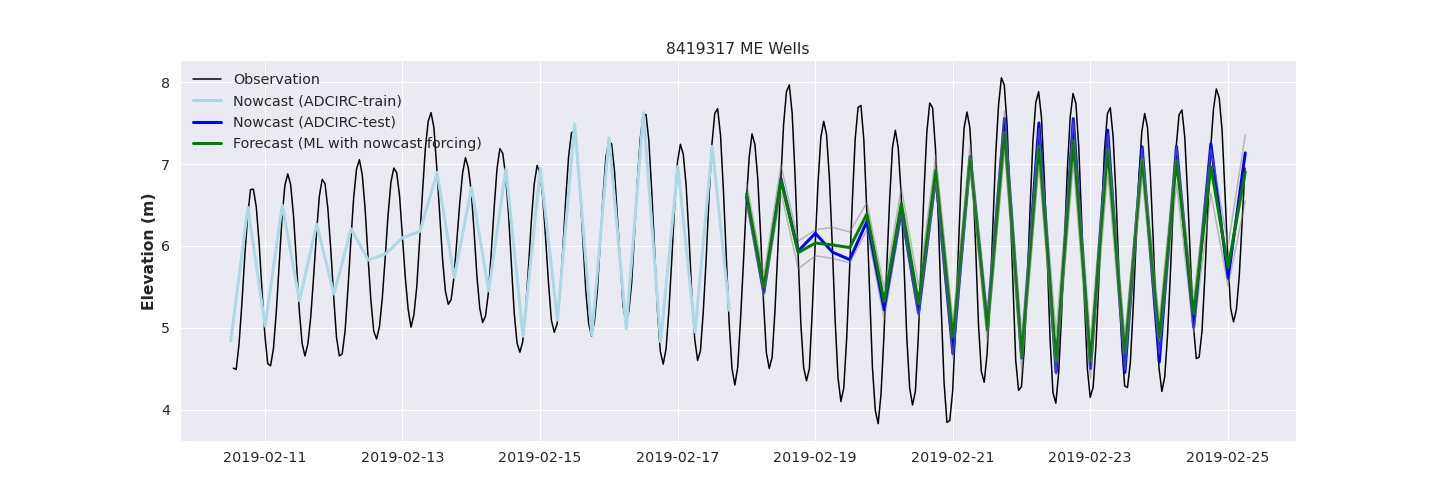 8419317 ME Wells
Observation
Nowcast (ADCIRC-train)
Nowcast (ADCIRC-test)
Forecast (ML with nowcast forcing)
Elevation (m)
8
7
6
5
4
2019-02-11 2019-02-13 2019-02-15 2019-02-17 2019-02-19 2019-02-21 2019-02-23 2019-02-25